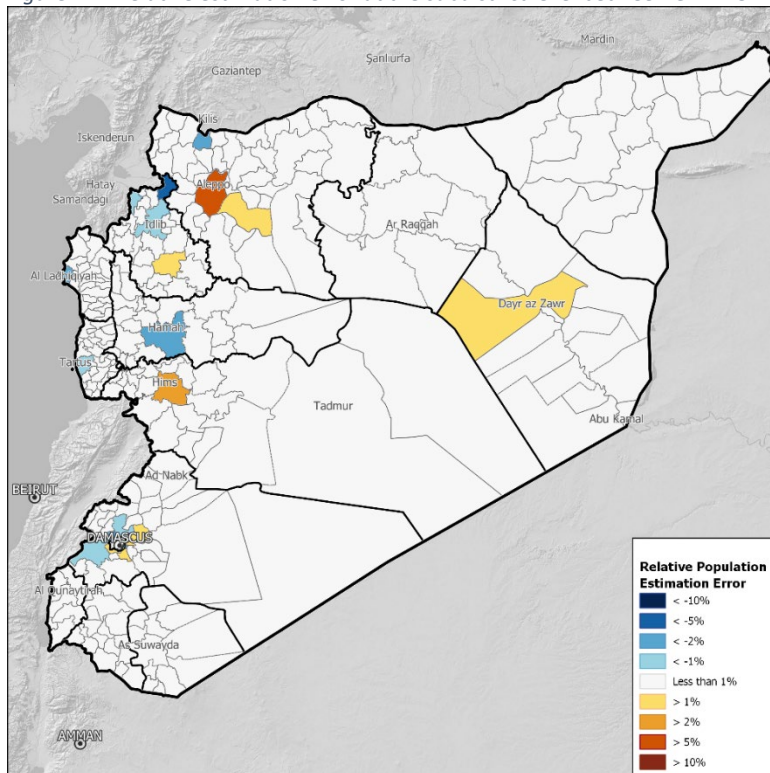 Mardin
Şanlıurfa
Gaziantep
Kilis
Iskenderun
Hatay
Aleppo
Samandagı
Idlib
Ar Raqqah
Al Ladhiqiyah
Dayr az Zawr
Hamah
Tartus
Hims
Tadmur
Abu Kamal
Ad Nabk
BEIRUT
DAMASCUS
Al Qunaytirah
As Suwayda
AMMAN
Relative Population
Estimation Error
< -10%
< -5%
< -2%
< -1%
Less than 1%
> 1%
> 2%
> 5%
> 10%